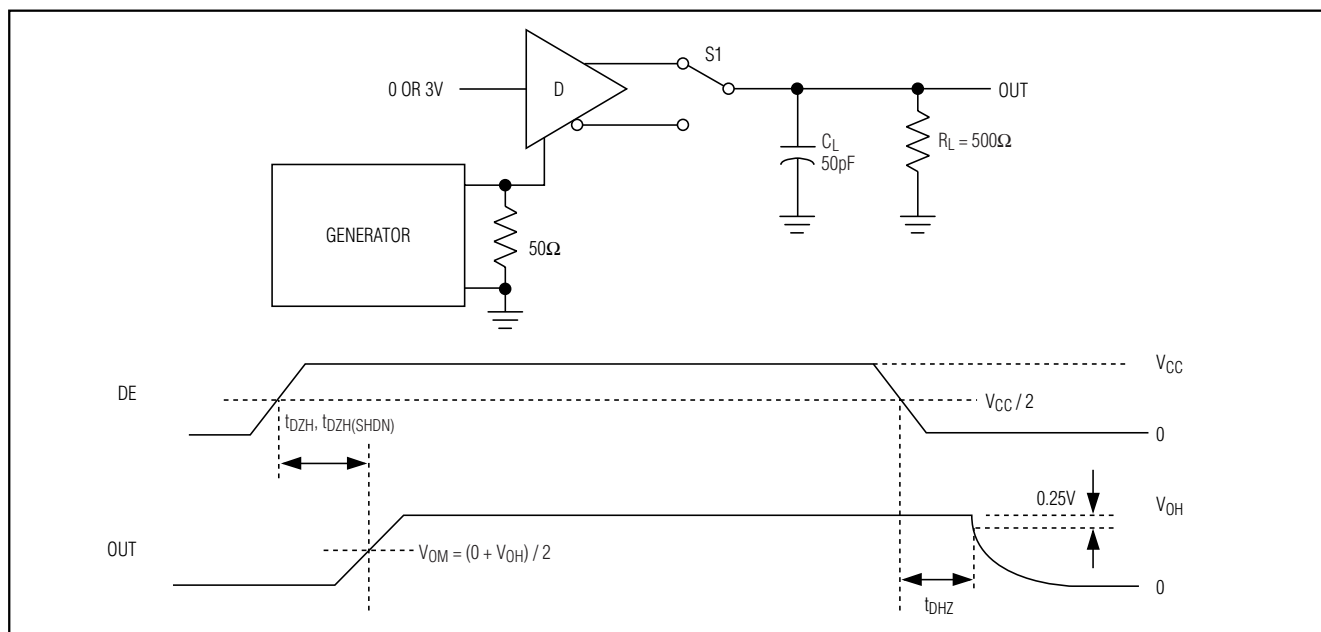 S1
0 OR 3V
D
OUT
C_L
50pF
R_L = 500Ω
GENERATOR
50Ω
DE
V_CC
V_CC / 2
0
t_DZH, t_DZH(SHDN)
0.25V
V_OH
OUT
V_OM = (0 + V_OH) / 2
0
t_DHZ